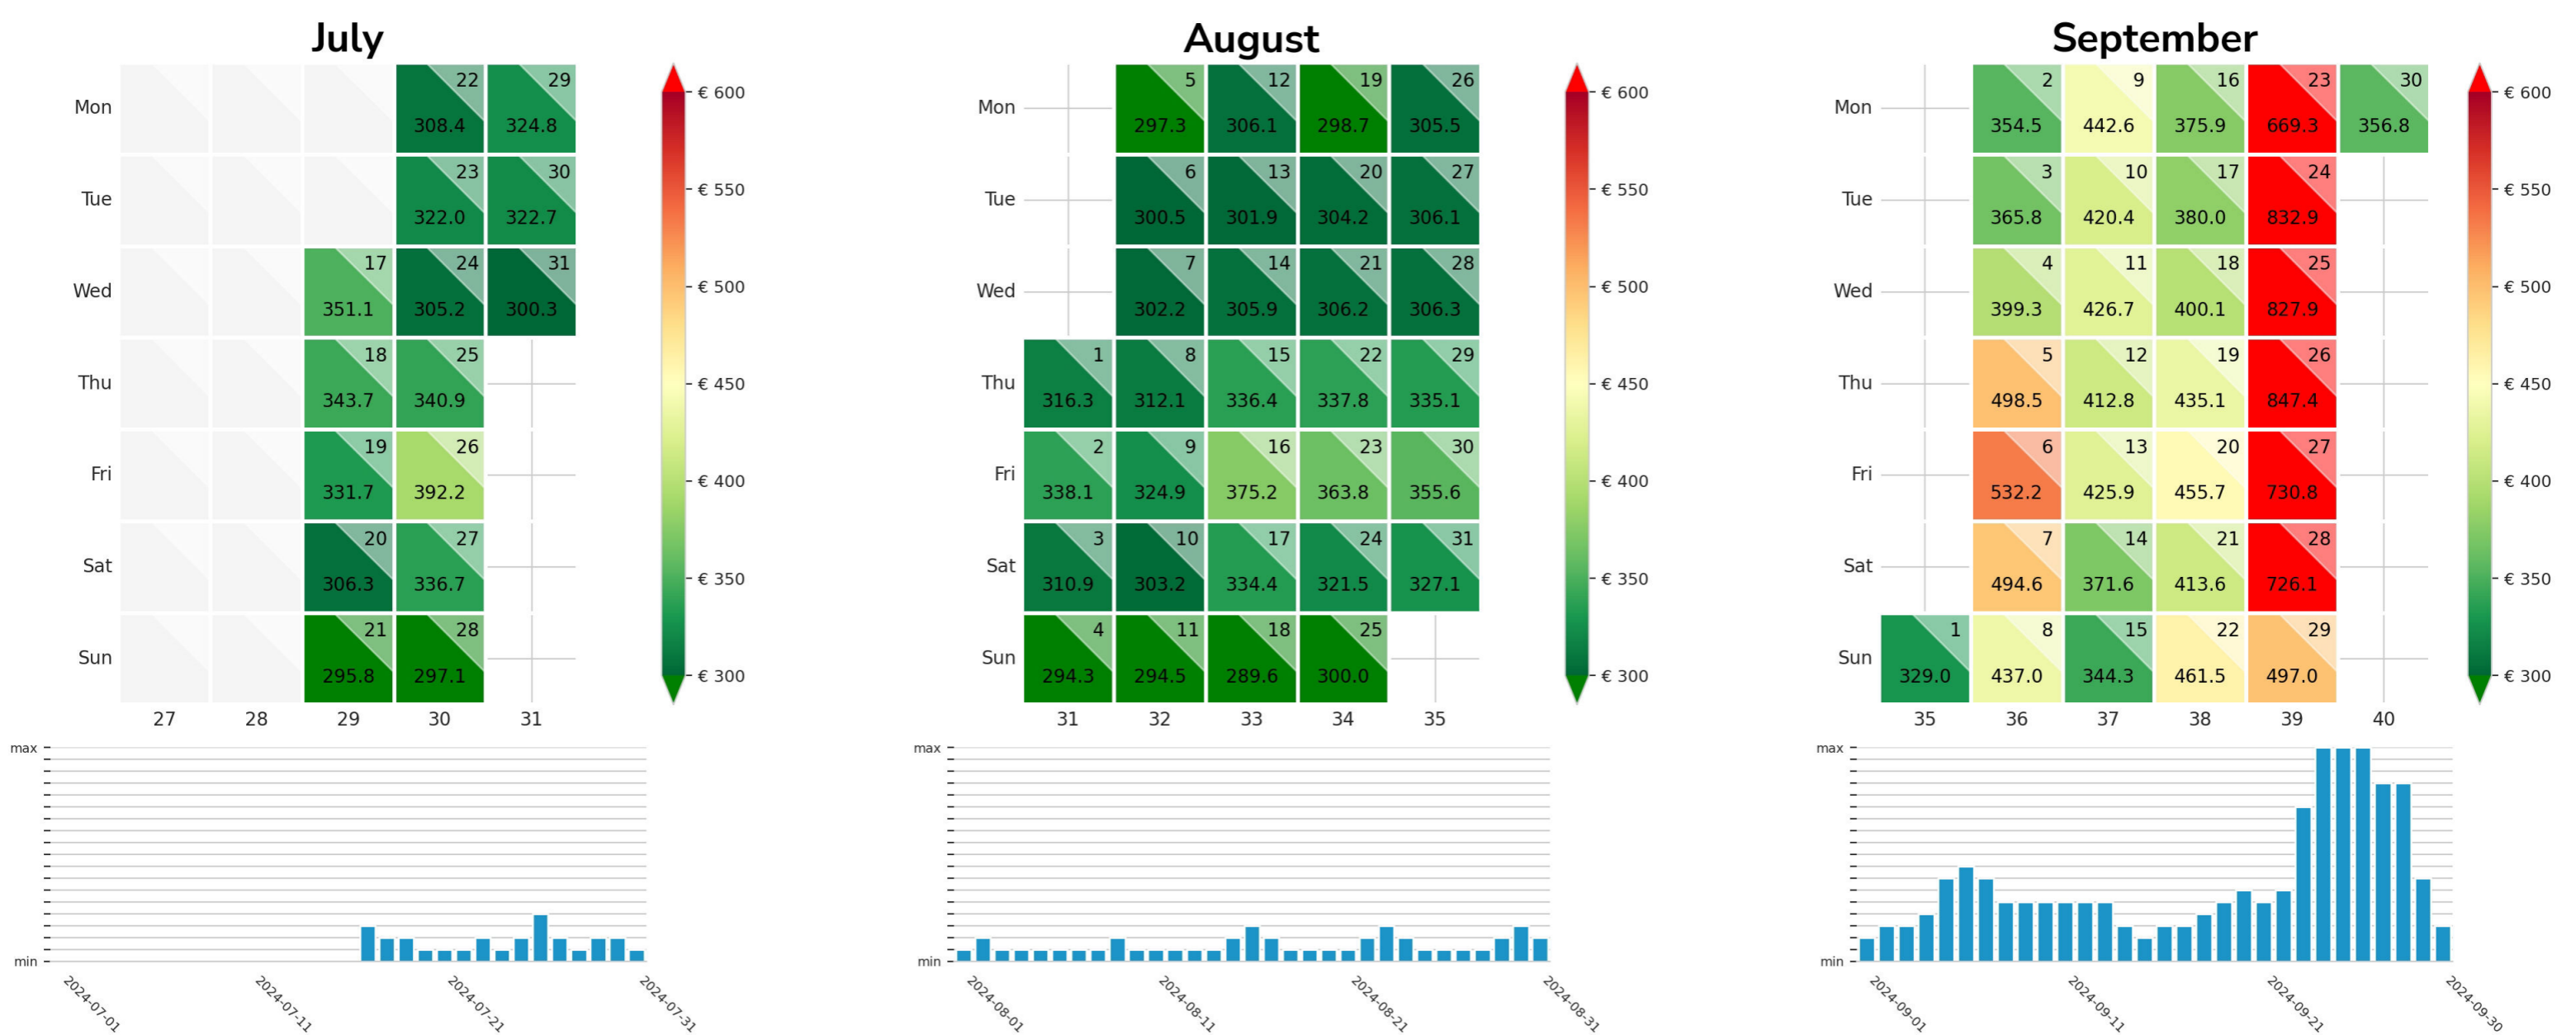 July
Mon 22 308.4 29 324.8
Tue 23 322.0 30 322.7
Wed 17 351.1 24 305.2 31 300.3
Thu 18 343.7 25 340.9
Fri 19 331.7 26 392.2
Sat 20 306.3 27 336.7
Sun 21 295.8 28 297.1
27 28 29 30 31
€ 600
€ 550
€ 500
€ 450
€ 400
€ 350
€ 300
max
min
2024-07-01 2024-07-11 2024-07-21 2024-07-31
August
Mon 5 297.3 12 306.1 19 298.7 26 305.5
Tue 6 300.5 13 301.9 20 304.2 27 306.1
Wed 7 302.2 14 305.9 21 306.2 28 306.3
Thu 1 316.3 8 312.1 15 336.4 22 337.8 29 335.1
Fri 2 338.1 9 324.9 16 375.2 23 363.8 30 355.6
Sat 3 310.9 10 303.2 17 334.4 24 321.5 31 327.1
Sun 4 294.3 11 294.5 18 289.6 25 300.0
31 32 33 34 35
€ 600
€ 550
€ 500
€ 450
€ 400
€ 350
€ 300
max
min
2024-08-01 2024-08-11 2024-08-21 2024-08-31
September
Mon 2 354.5 9 442.6 16 375.9 23 669.3 30 356.8
Tue 3 365.8 10 420.4 17 380.0 24 832.9
Wed 4 399.3 11 426.7 18 400.1 25 827.9
Thu 5 498.5 12 412.8 19 435.1 26 847.4
Fri 6 532.2 13 425.9 20 455.7 27 730.8
Sat 7 494.6 14 371.6 21 413.6 28 726.1
Sun 1 329.0 8 437.0 15 344.3 22 461.5 29 497.0
35 36 37 38 39 40
€ 600
€ 550
€ 500
€ 450
€ 400
€ 350
€ 300
max
min
2024-09-01 2024-09-11 2024-09-21 2024-09-30